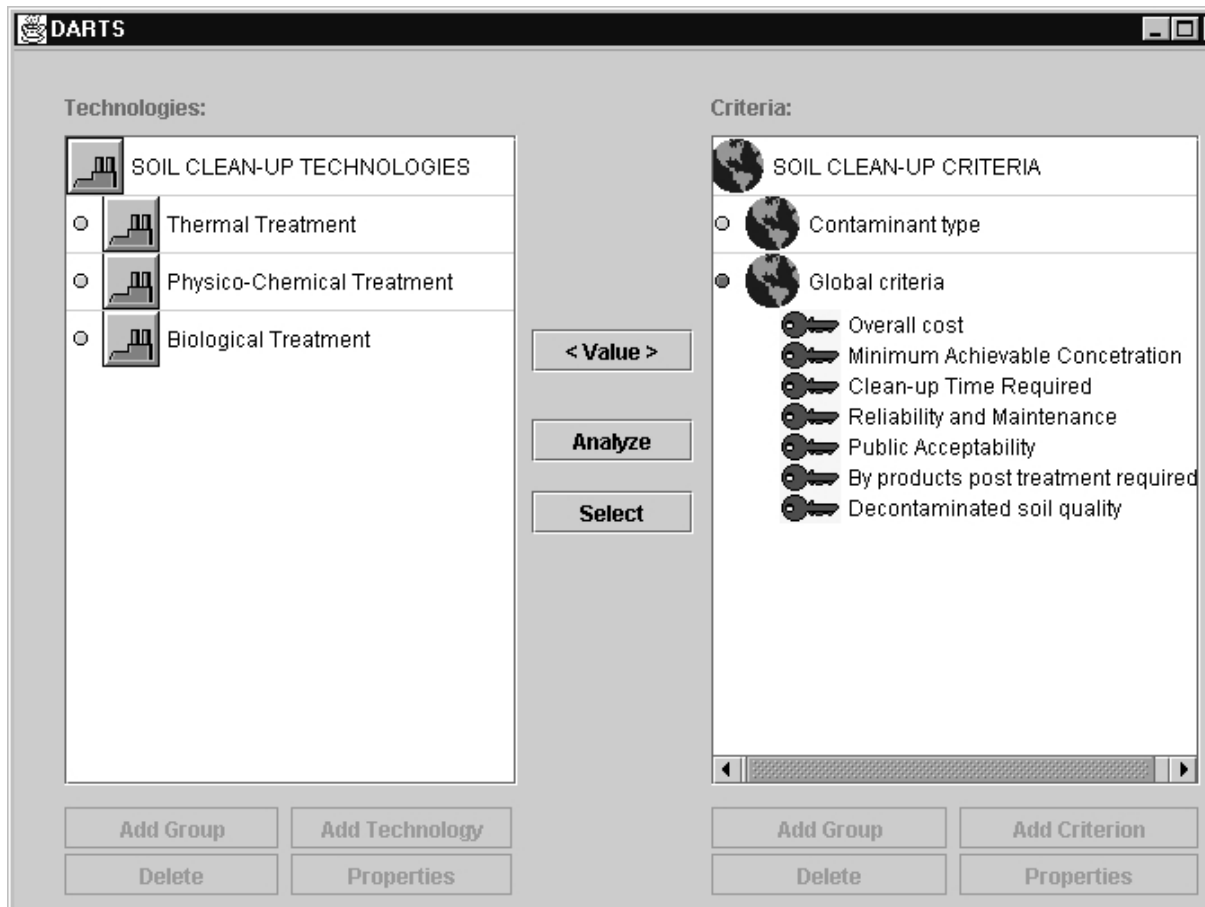 DARTS
Technologies:
SOIL CLEAN-UP TECHNOLOGIES
Thermal Treatment
Physico-Chemical Treatment
Biological Treatment
Add Group
Add Technology
Delete
Properties
< Value >
Analyze
Select
Criteria:
SOIL CLEAN-UP CRITERIA
Contaminant type
Global criteria
Overall cost
Minimum Achievable Concetration
Clean-up Time Required
Reliability and Maintenance
Public Acceptability
By products post treatment required
Decontaminated soil quality
Add Group
Add Criterion
Delete
Properties